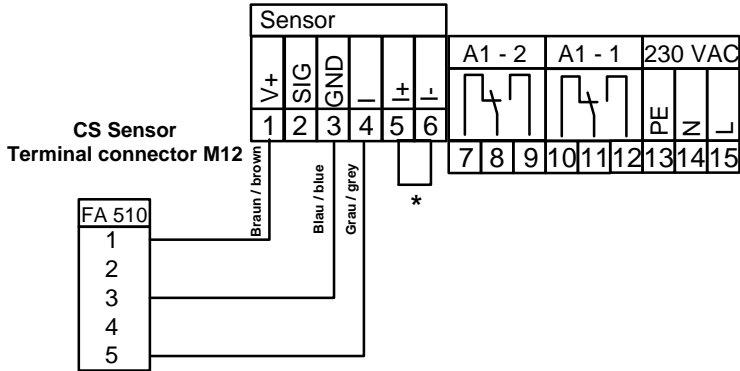 Sensor
A1 - 2 A1 - 1 230 VAC
V+ SIG GND I I+ I- PE N L
1 2 3 4 5 6 7 8 9 10 11 12 13 14 15
CS Sensor
Terminal connector M12
Braun / brown
Blau / blue
Grau / grey
*
FA 510
1
2
3
4
5